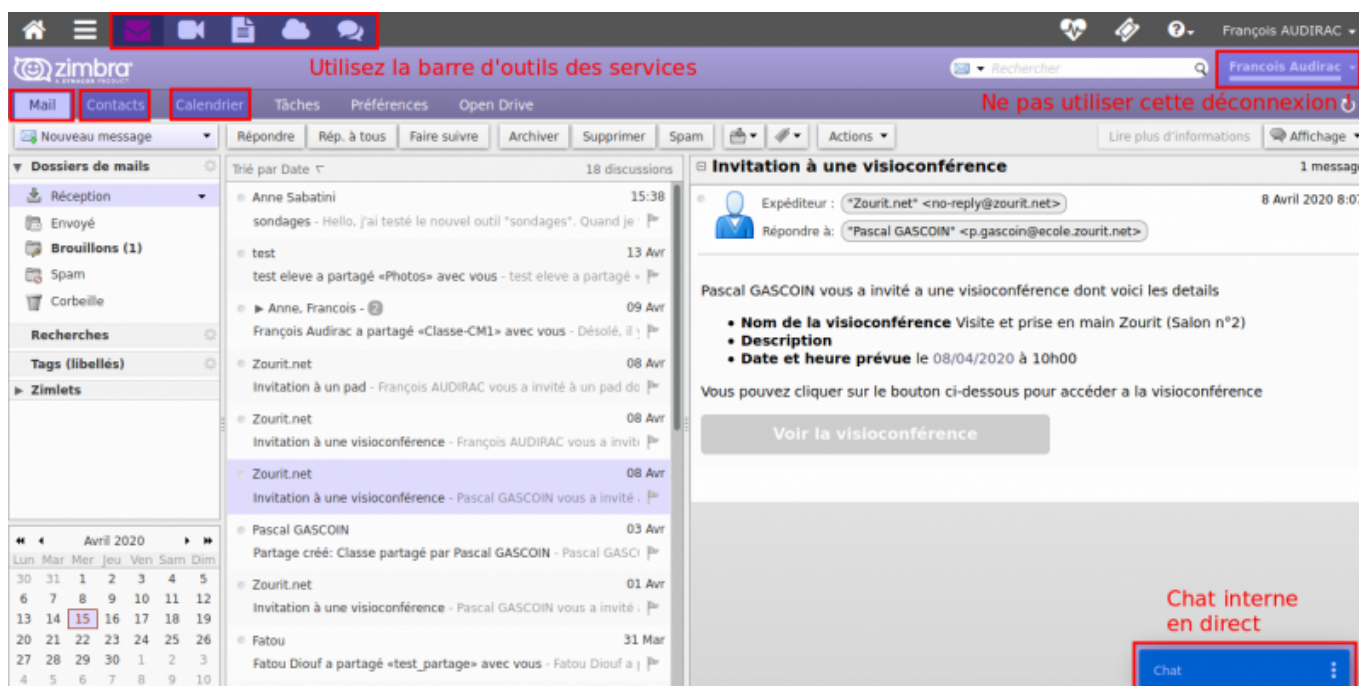 François AUDIRAC
zimbra
A SYNACOR PRODUCT
Utilisez la barre d'outils des services
Rechercher
Francois Audirac
Mail Contacts Calendrier Tâches Préférences Open Drive
Ne pas utiliser cette déconnexion !
Nouveau message
Répondre Rép. à tous Faire suivre Archiver Supprimer Spam Actions
Lire plus d'informations Affichage
Dossiers de mails
Réception
Envoyé
Brouillons (1)
Spam
Corbeille
Recherches
Tags (libellés)
Zimlets
Avril 2020
Lun Mar Mer Jeu Ven Sam Dim
30 31 1 2 3 4 5
6 7 8 9 10 11 12
13 14 15 16 17 18 19
20 21 22 23 24 25 26
27 28 29 30 1 2 3
4 5 6 7 8 9 10
Trié par Date 18 discussions
Anne Sabatini 15:38
sondages - Hello, j'ai testé le nouvel outil "sondages". Quand je
test 13 Avr
test eleve a partagé «Photos» avec vous - test eleve a partagé «
Anne, Francois - 2 09 Avr
François Audirac a partagé «Classe-CM1» avec vous - Désolé, il
Zourit.net 08 Avr
Invitation à un pad - François AUDIRAC vous a invité à un pad do
Zourit.net 08 Avr
Invitation à une visioconférence - François AUDIRAC vous a invit
Zourit.net 08 Avr
Invitation à une visioconférence - Pascal GASCOIN vous a invité
Pascal GASCOIN 03 Avr
Partage créé: Classe partagé par Pascal GASCOIN - Pascal GASC
Zourit.net 01 Avr
Invitation à une visioconférence - Pascal GASCOIN vous a invité
Fatou 31 Mar
Fatou Diouf a partagé «test_partage» avec vous - Fatou Diouf a
Invitation à une visioconférence 1 message
Expéditeur : "Zourit.net" <no-reply@zourit.net> 8 Avril 2020 8:07
Répondre à: "Pascal GASCOIN" <p.gascoin@ecole.zourit.net>
Pascal GASCOIN vous a invité a une visioconférence dont voici les details
• Nom de la visioconférence Visite et prise en main Zourit (Salon n°2)
• Description
• Date et heure prévue le 08/04/2020 à 10h00
Vous pouvez cliquer sur le bouton ci-dessous pour accéder a la visioconférence
Voir la visioconférence
Chat interne
en direct
Chat